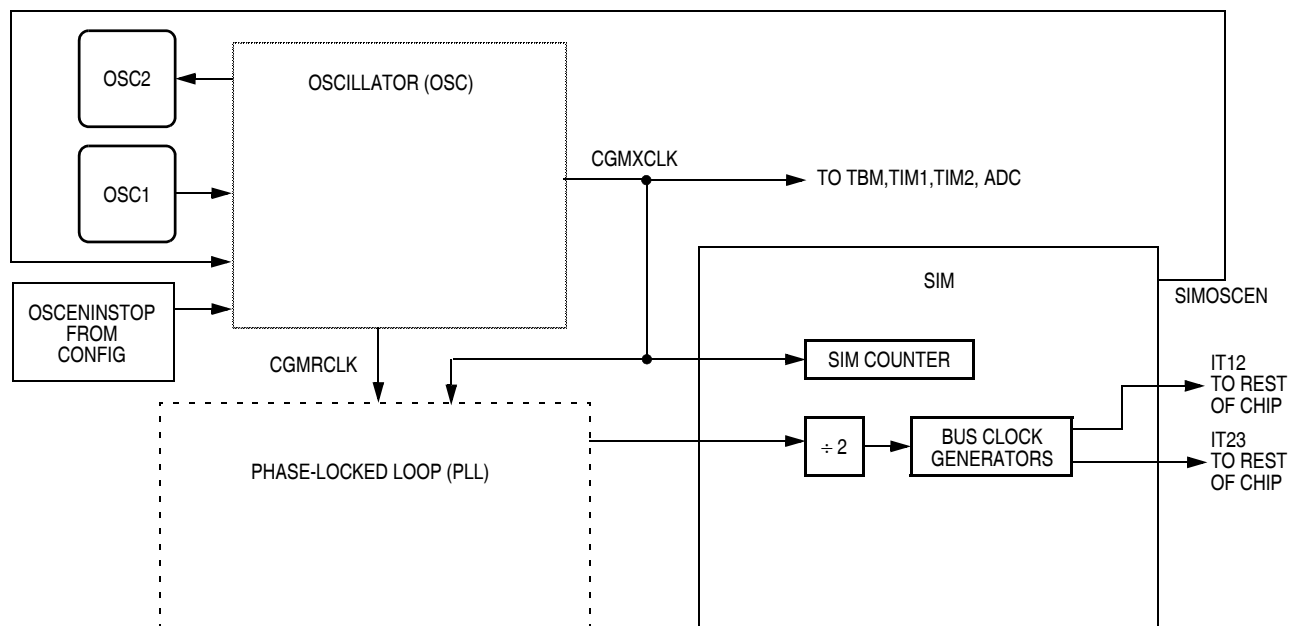 OSC2
OSCILLATOR (OSC)
CGMXCLK
TO TBM,TIM1,TIM2, ADC
OSC1
SIM
SIMOSCEN
OSCENINSTOP
FROM
CONFIG
CGMRCLK
SIM COUNTER
IT12
TO REST
OF CHIP
÷ 2
BUS CLOCK
GENERATORS
IT23
TO REST
OF CHIP
PHASE-LOCKED LOOP (PLL)